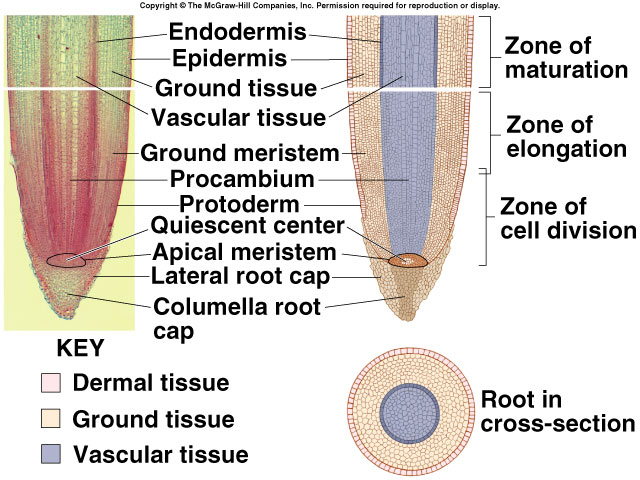 Copyright © The McGraw-Hill Companies, Inc. Permission required for reproduction or display.
Endodermis
Epidermis
Ground tissue
Vascular tissue
Ground meristem
Procambium
Protoderm
Quiescent center
Apical meristem
Lateral root cap
Columella root
cap
Zone of
maturation
Zone of
elongation
Zone of
cell division
KEY
Dermal tissue
Ground tissue
Vascular tissue
Root in
cross-section